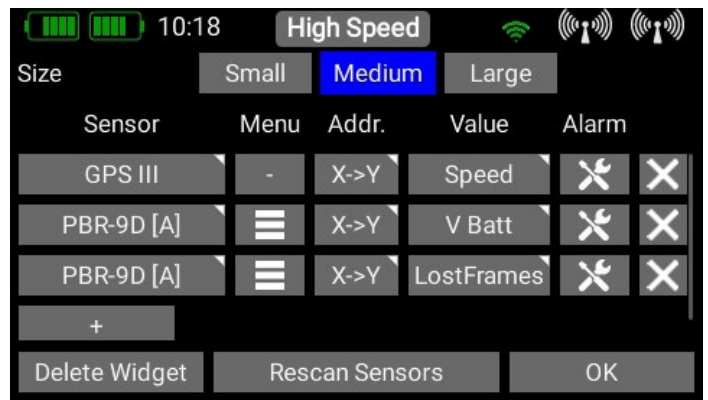 10:18 High Speed
Size Small Medium Large
Sensor Menu Addr. Value Alarm
GPS III - X->Y Speed
PBR-9D [A] X->Y V Batt
PBR-9D [A] X->Y LostFrames
+
Delete Widget Rescan Sensors OK